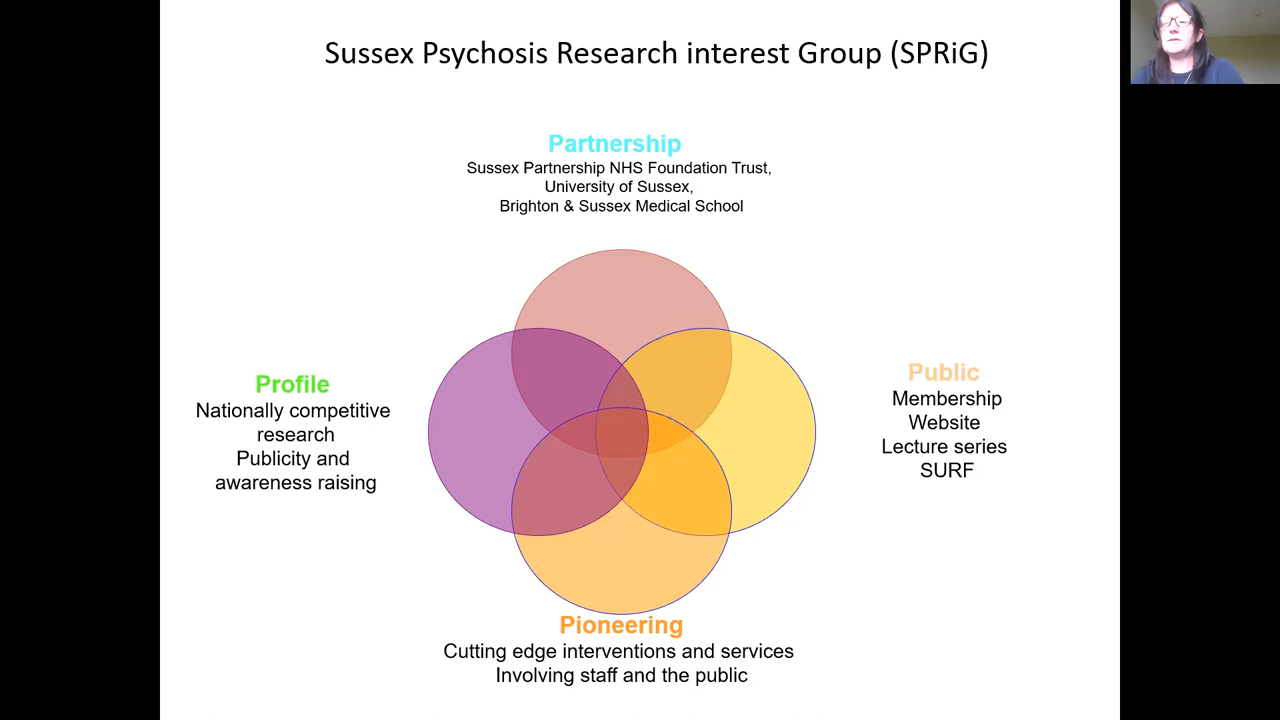 Sussex Psychosis Research interest Group (SPRiG)
Partnership
Sussex Partnership NHS Foundation Trust,
University of Sussex,
Brighton & Sussex Medical School
Profile
Nationally competitive
research
Publicity and
awareness raising
Public
Membership
Website
Lecture series
SURF
Pioneering
Cutting edge interventions and services
Involving staff and the public